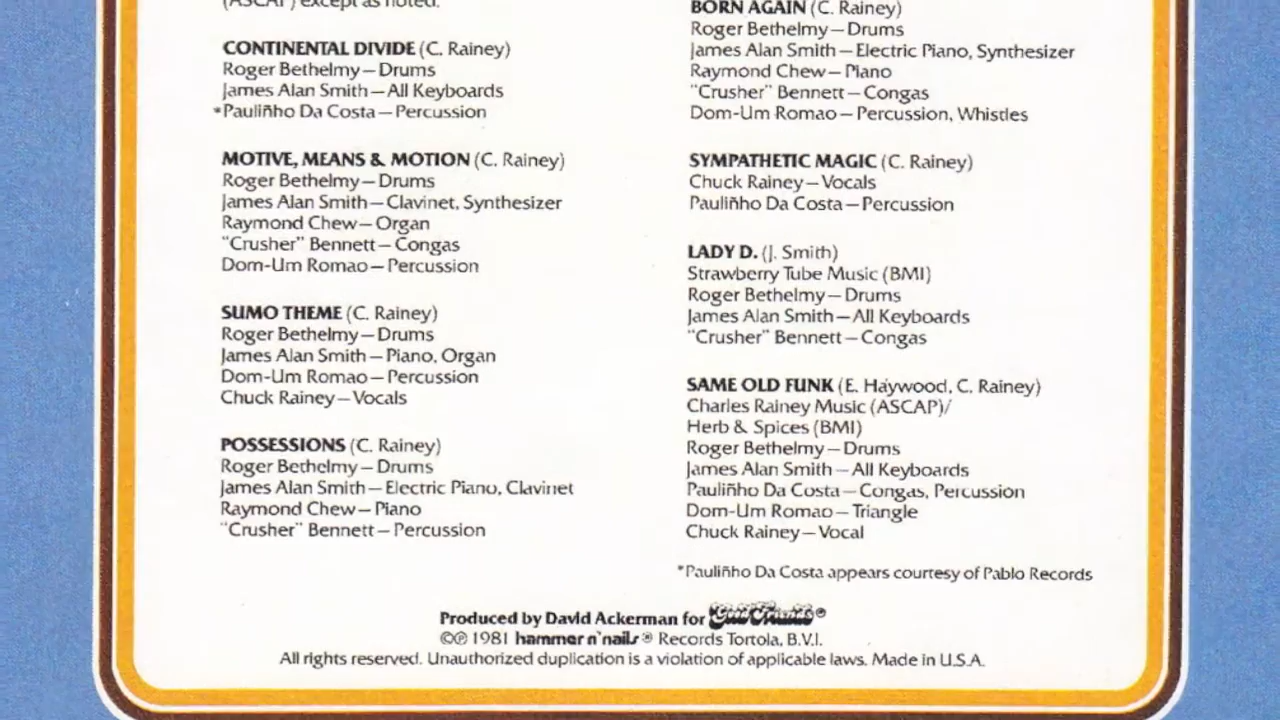 (ASCAP) except as noted.
CONTINENTAL DIVIDE (C. Rainey)
Roger Bethelmy—Drums
James Alan Smith—All Keyboards
*Pauliñho Da Costa—Percussion
MOTIVE, MEANS & MOTION (C. Rainey)
Roger Bethelmy—Drums
James Alan Smith—Clavinet, Synthesizer
Raymond Chew—Organ
"Crusher" Bennett—Congas
Dom-Um Romao—Percussion
SUMO THEME (C. Rainey)
Roger Bethelmy—Drums
James Alan Smith—Piano, Organ
Dom-Um Romao—Percussion
Chuck Rainey—Vocals
POSSESSIONS (C. Rainey)
Roger Bethelmy—Drums
James Alan Smith—Electric Piano, Clavinet
Raymond Chew—Piano
"Crusher" Bennett—Percussion
BORN AGAIN (C. Rainey)
Roger Bethelmy—Drums
James Alan Smith—Electric Piano, Synthesizer
Raymond Chew—Piano
"Crusher" Bennett—Congas
Dom-Um Romao—Percussion, Whistles
SYMPATHETIC MAGIC (C. Rainey)
Chuck Rainey—Vocals
Pauliñho Da Costa—Percussion
LADY D. (J. Smith)
Strawberry Tube Music (BMI)
Roger Bethelmy—Drums
James Alan Smith—All Keyboards
"Crusher" Bennett—Congas
SAME OLD FUNK (E. Haywood, C. Rainey)
Charles Rainey Music (ASCAP)/
Herb & Spices (BMI)
Roger Bethelmy—Drums
James Alan Smith—All Keyboards
Pauliñho Da Costa—Congas, Percussion
Dom-Um Romao—Triangle
Chuck Rainey—Vocal
*Pauliñho Da Costa appears courtesy of Pablo Records
Produced by David Ackerman for Good Friends®
©℗ 1981 hammer n' nails® Records Tortola, B.V.I.
All rights reserved. Unauthorized duplication is a violation of applicable laws. Made in U.S.A.